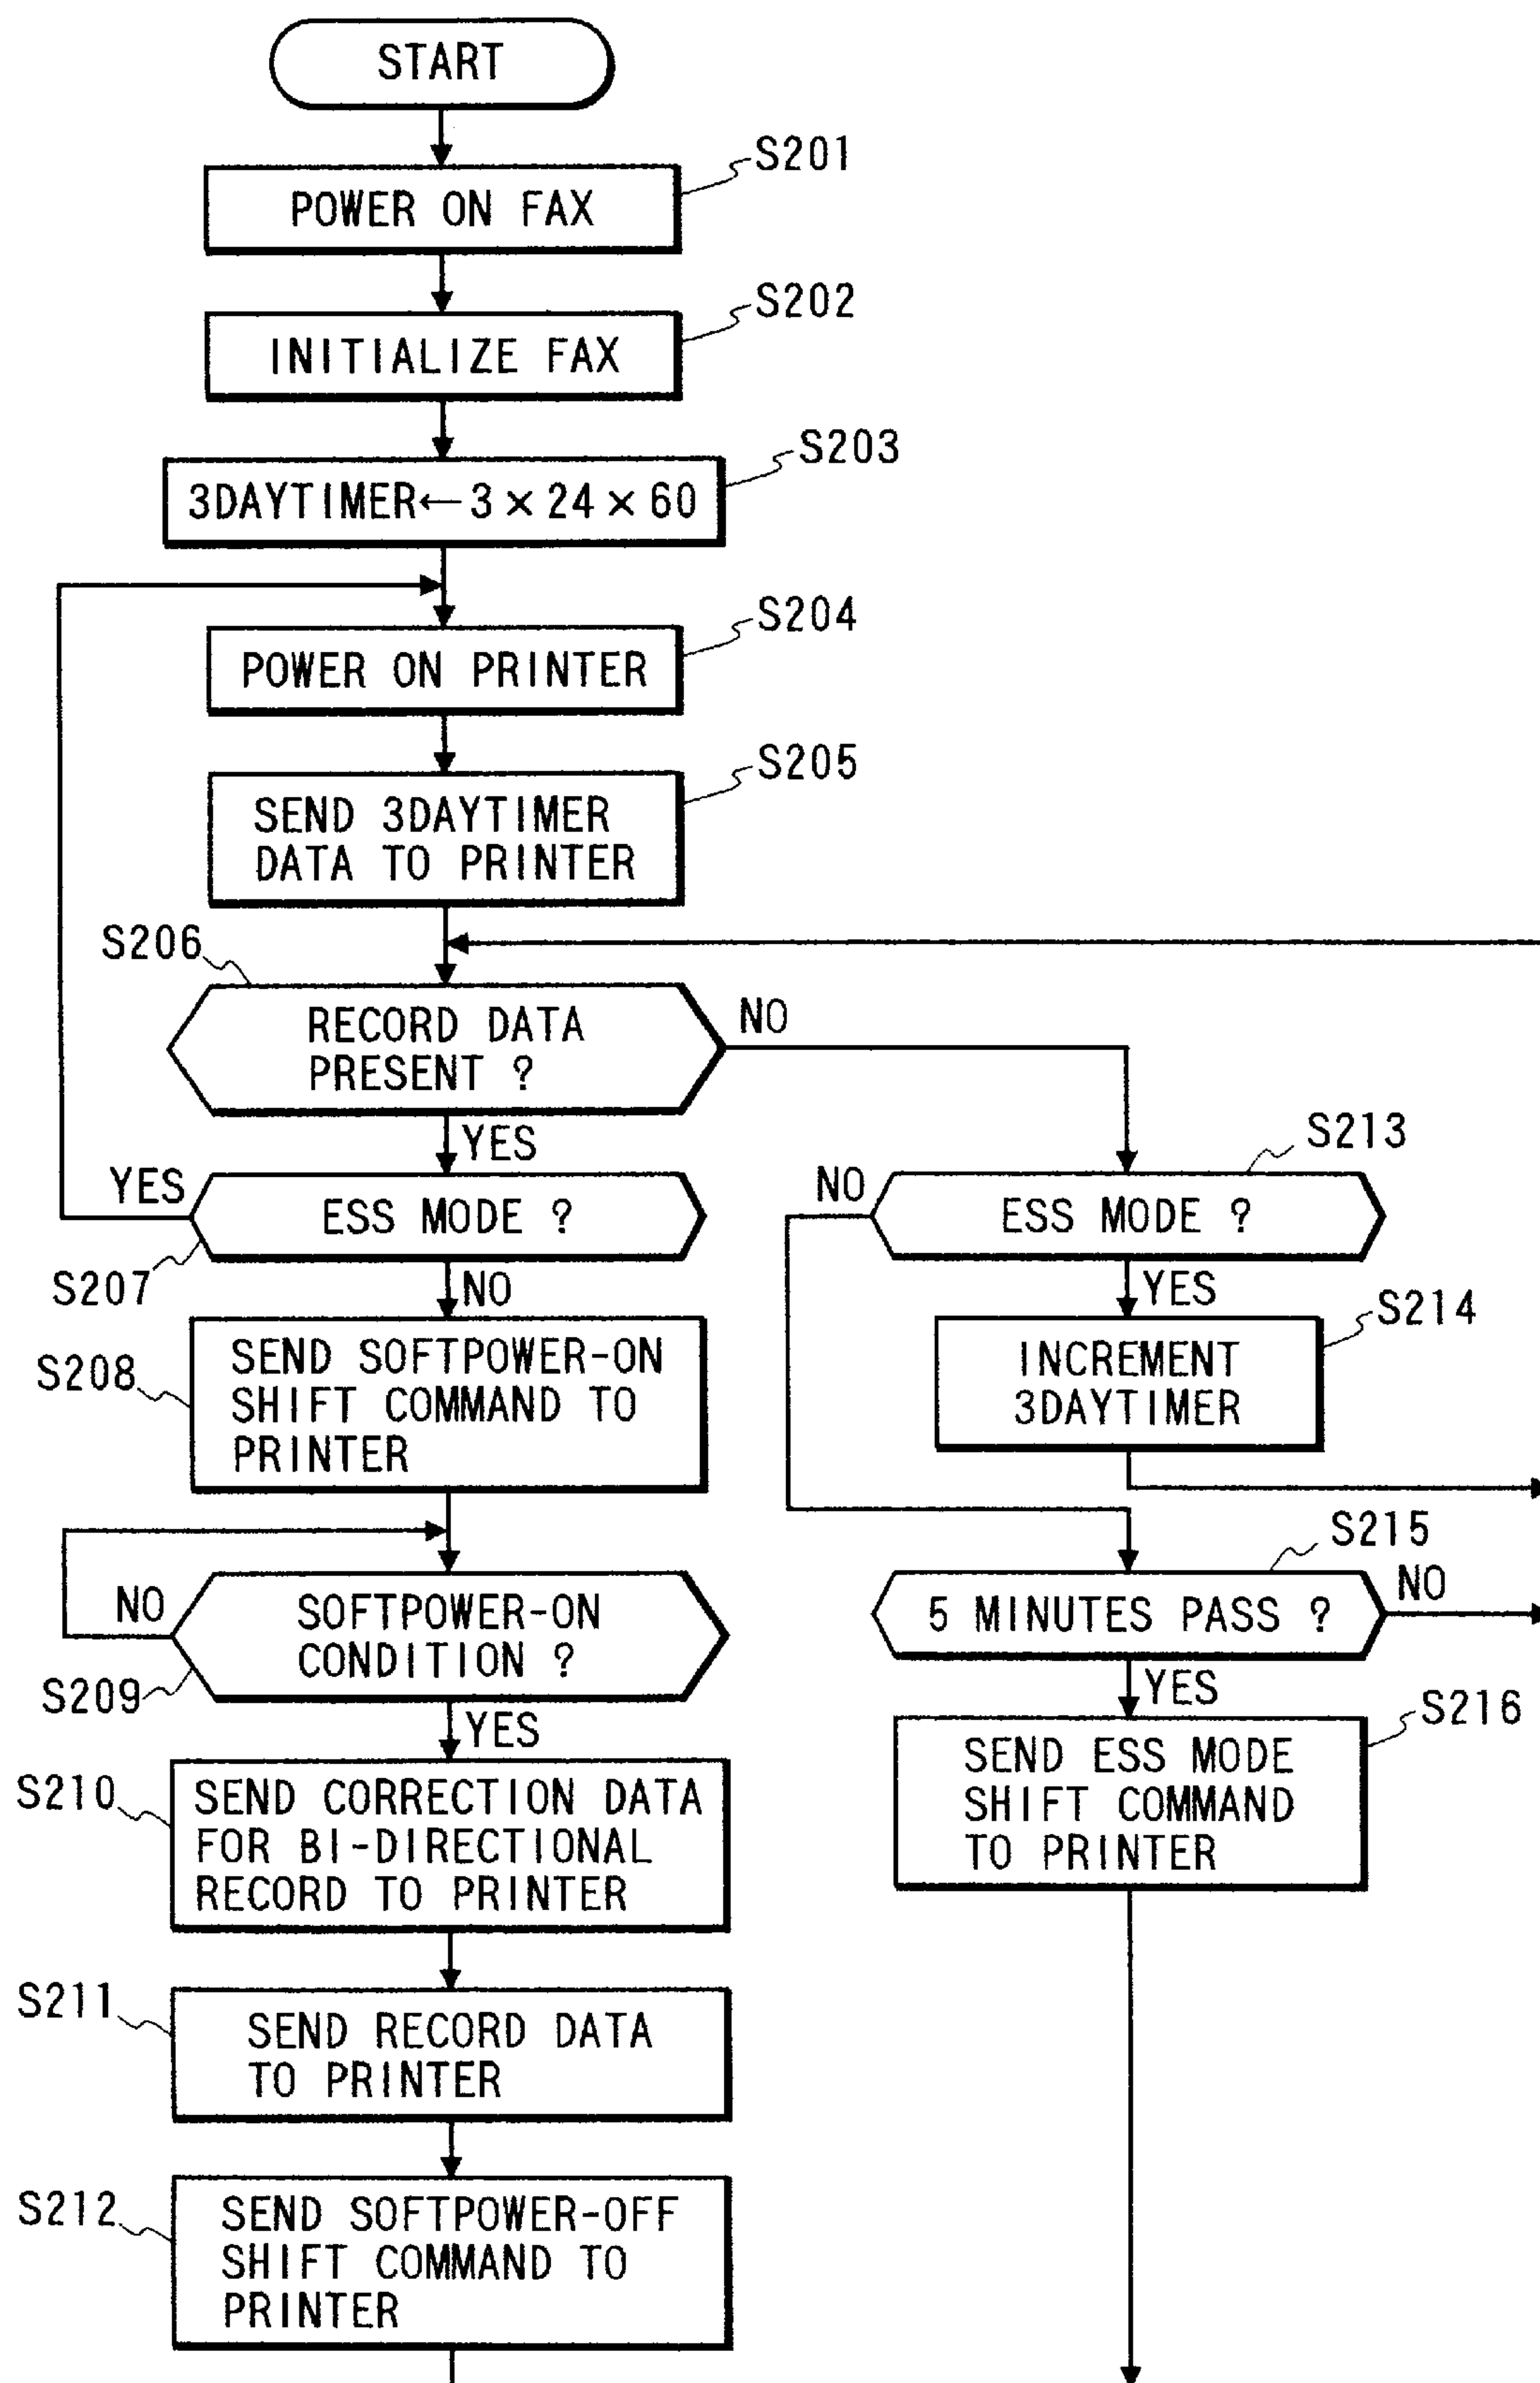 START
S201
POWER ON FAX
S202
INITIALIZE FAX
S203
3DAYTIMER←3×24×60
S204
POWER ON PRINTER
S205
SEND 3DAYTIMER
DATA TO PRINTER
S206
RECORD DATA
PRESENT ?
NO
YES
S207
ESS MODE ?
YES
NO
S208
SEND SOFTPOWER-ON
SHIFT COMMAND TO
PRINTER
S209
SOFTPOWER-ON
CONDITION ?
NO
YES
S210
SEND CORRECTION DATA
FOR BI-DIRECTIONAL
RECORD TO PRINTER
S211
SEND RECORD DATA
TO PRINTER
S212
SEND SOFTPOWER-OFF
SHIFT COMMAND TO
PRINTER
S213
ESS MODE ?
NO
YES
S214
INCREMENT
3DAYTIMER
S215
5 MINUTES PASS ?
NO
YES
S216
SEND ESS MODE
SHIFT COMMAND
TO PRINTER